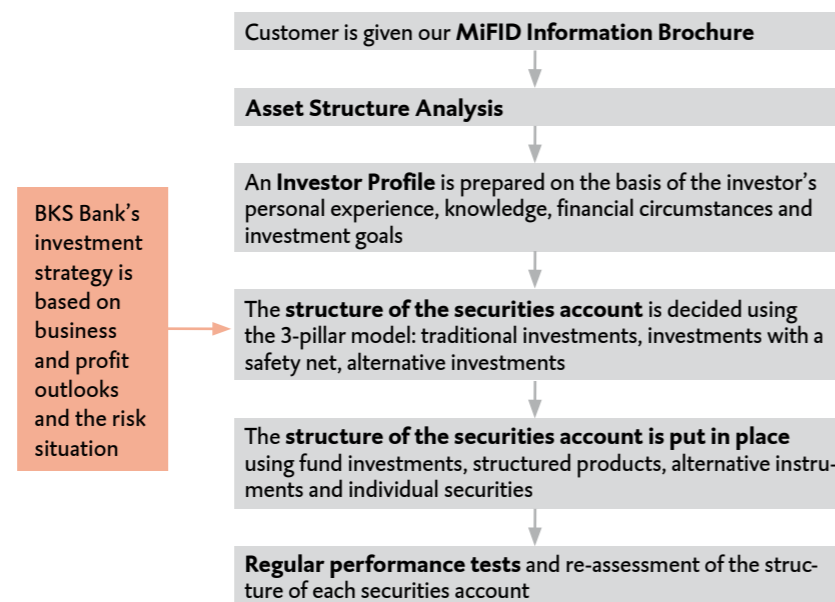 Customer is given our MiFID Information Brochure
Asset Structure Analysis
An Investor Profile is prepared on the basis of the investor’s
personal experience, knowledge, financial circumstances and
investment goals
BKS Bank’s
investment
strategy is
based on
business
and profit
outlooks
and the risk
situation
The structure of the securities account is decided using
the 3-pillar model: traditional investments, investments with a
safety net, alternative investments
The structure of the securities account is put in place
using fund investments, structured products, alternative instru-
ments and individual securities
Regular performance tests and re-assessment of the struc-
ture of each securities account